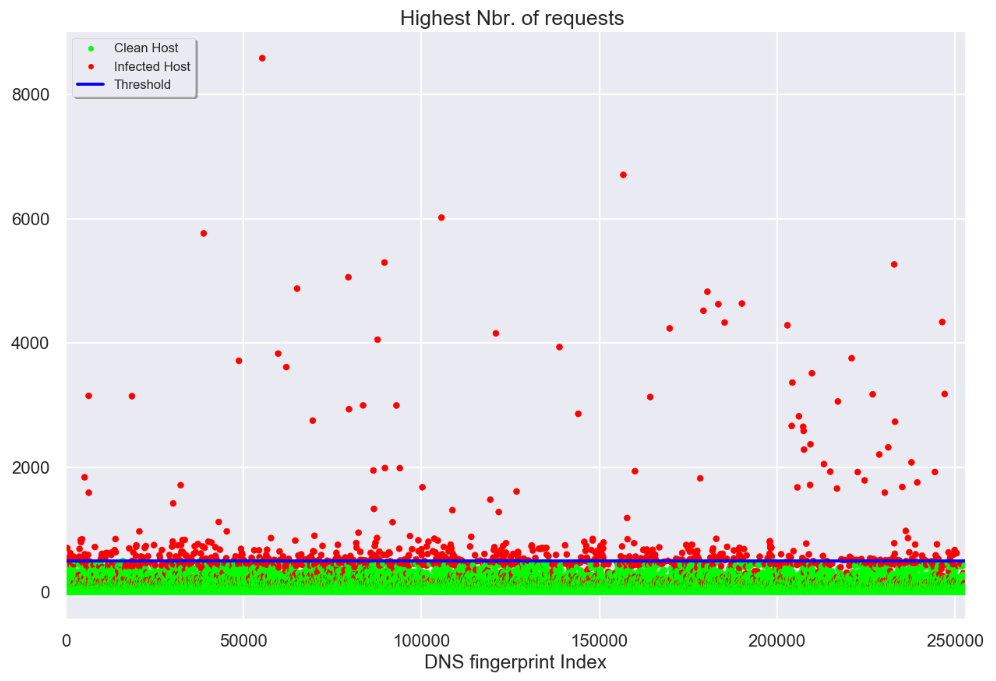 Highest Nbr. of requests
Clean Host
Infected Host
Threshold
8000
6000
4000
2000
0
0 50000 100000 150000 200000 250000
DNS fingerprint Index